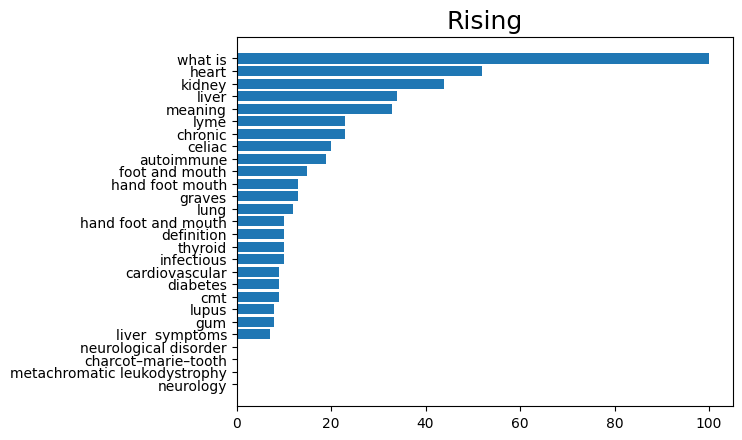 Rising
what is
heart
kidney
liver
meaning
lyme
chronic
celiac
autoimmune
foot and mouth
hand foot mouth
graves
lung
hand foot and mouth
definition
thyroid
infectious
cardiovascular
diabetes
cmt
lupus
gum
liver  symptoms
neurological disorder
charcot–marie–tooth
metachromatic leukodystrophy
neurology
0 20 40 60 80 100